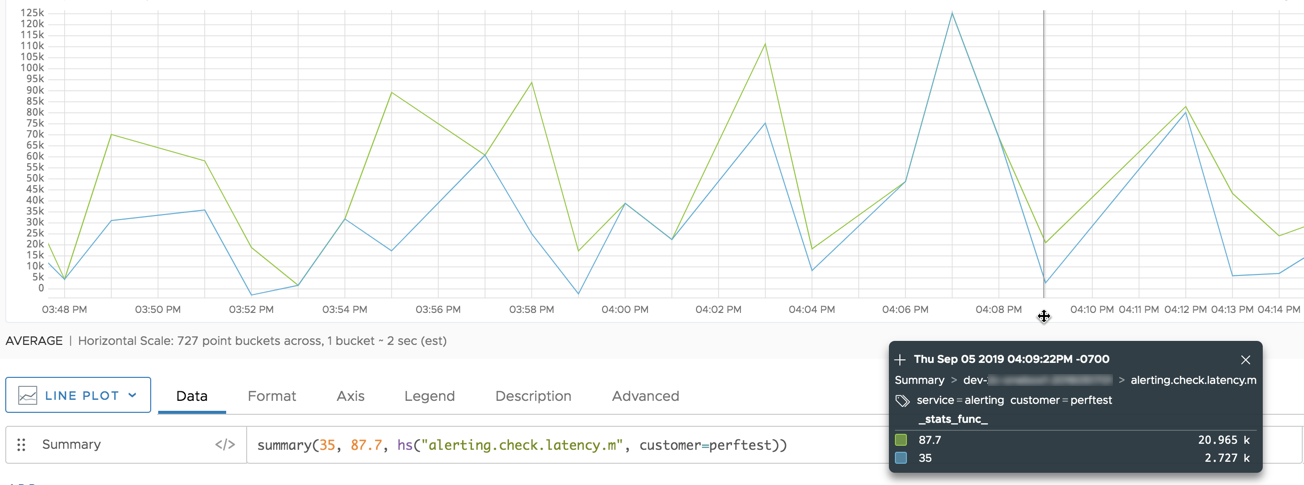 125k
120k
115k
110k
105k
100k
95k
90k
85k
80k
75k
70k
65k
60k
55k
50k
45k
40k
35k
30k
25k
20k
15k
10k
5k
0
03:48 PM 03:50 PM 03:52 PM 03:54 PM 03:56 PM 03:58 PM 04:00 PM 04:02 PM 04:04 PM 04:06 PM 04:08 PM 04:10 PM 04:11 PM 04:12 PM 04:13 PM 04:14 PM
AVERAGE | Horizontal Scale: 727 point buckets across, 1 bucket ~ 2 sec (est)
Thu Sep 05 2019 04:09:22PM -0700
Summary > dev- > alerting.check.latency.m
service=alerting customer=perftest
_stats_func_
87.7 20.965 k
35 2.727 k
LINE PLOT Data Format Axis Legend Description Advanced
Summary </> summary(35, 87.7, hs("alerting.check.latency.m", customer=perftest))